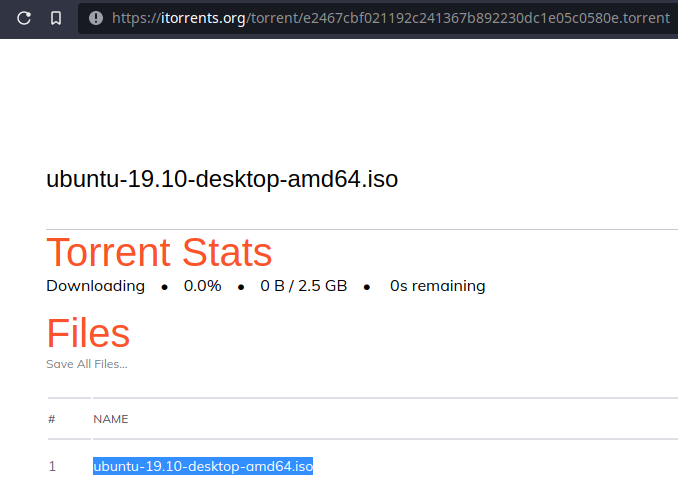 https://itorrents.org/torrent/e2467cbf021192c241367b892230dc1e05c0580e.torrent
ubuntu-19.10-desktop-amd64.iso
Torrent Stats
Downloading • 0.0% • 0 B / 2.5 GB • 0s remaining
Files
Save All Files...
# NAME
1 ubuntu-19.10-desktop-amd64.iso